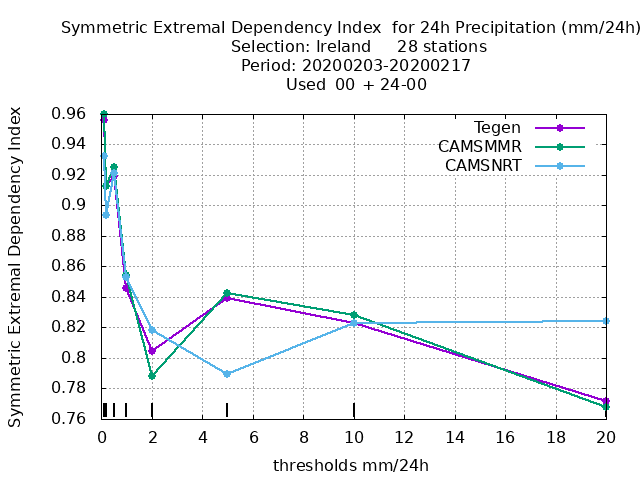 Symmetric Extremal Dependency Index  for 24h Precipitation (mm/24h)
Selection: Ireland     28 stations
Period: 20200203-20200217
Used  00  + 24-00
Symmetric Extremal Dependency Index
0.96
0.94
0.92
0.9
0.88
0.86
0.84
0.82
0.8
0.78
0.76
Tegen
CAMSMMR
CAMSNRT
0 2 4 6 8 10 12 14 16 18 20
thresholds mm/24h